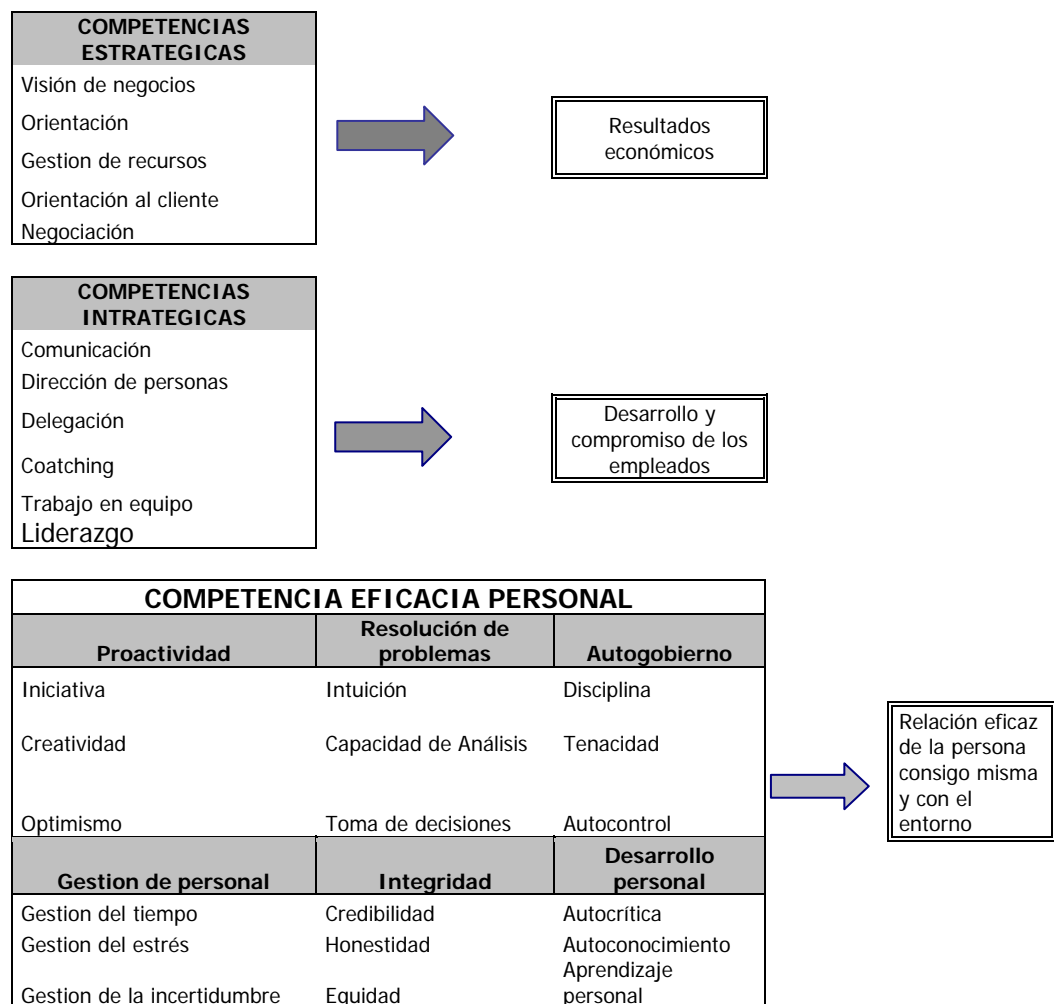 COMPETENCIAS
ESTRATEGICAS
Visión de negocios
Orientación
Gestion de recursos
Orientación al cliente
Negociación
Resultados
económicos
COMPETENCIAS
INTRATEGICAS
Comunicación
Dirección de personas
Delegación
Coatching
Trabajo en equipo
Liderazgo
Desarrollo y
compromiso de los
empleados
COMPETENCIA EFICACIA PERSONAL
Proactividad
Resolución de
problemas
Autogobierno
Iniciativa
Intuición
Disciplina
Creatividad
Capacidad de Análisis
Tenacidad
Optimismo
Toma de decisiones
Autocontrol
Gestion de personal
Integridad
Desarrollo
personal
Gestion del tiempo
Credibilidad
Autocrítica
Gestion del estrés
Honestidad
Autoconocimiento
Gestion de la incertidumbre
Equidad
Aprendizaje
personal
Relación eficaz
de la persona
consigo misma
y con el
entorno